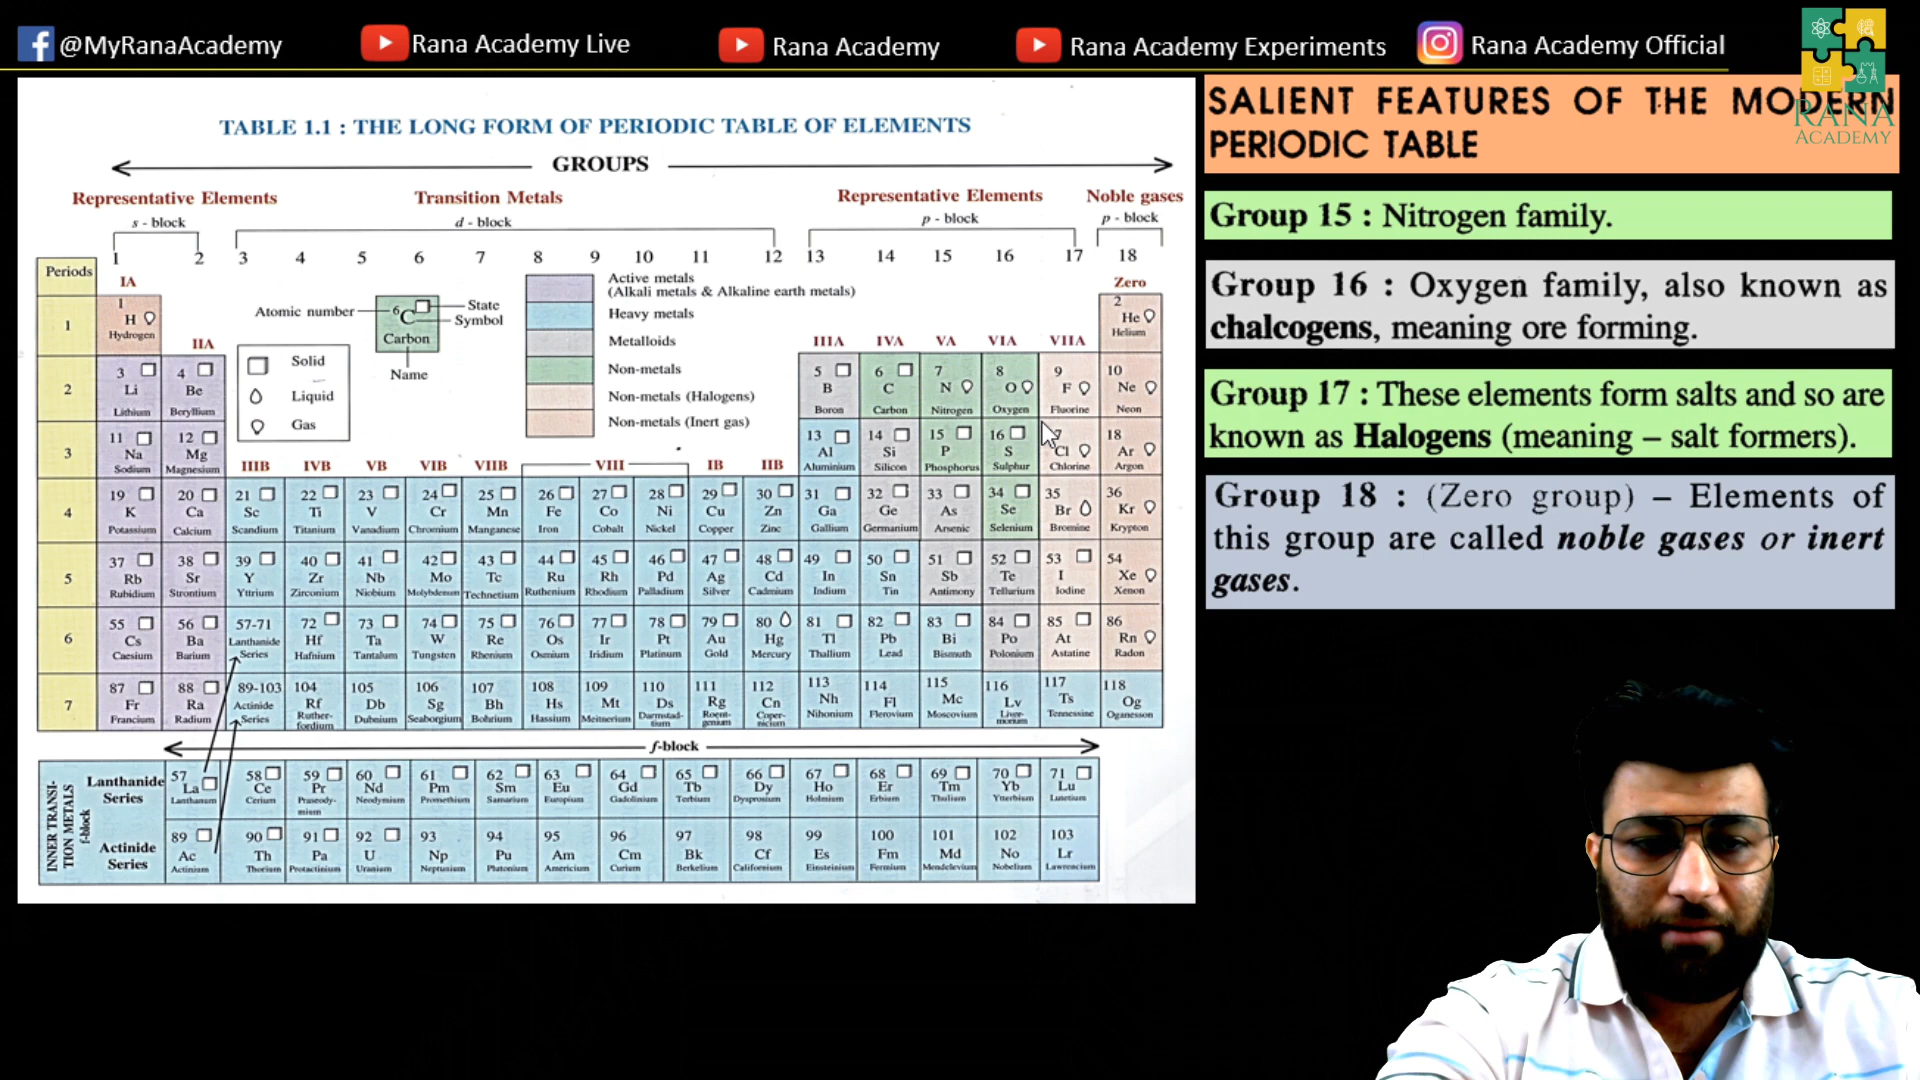 @MyRanaAcademy Rana Academy Live Rana Academy Rana Academy Experiments Rana Academy Official
RANA
ACADEMY
TABLE 1.1 : THE LONG FORM OF PERIODIC TABLE OF ELEMENTS
GROUPS
Representative Elements Transition Metals Representative Elements Noble gases
s - block d - block p - block p - block
1 2 3 4 5 6 7 8 9 10 11 12 13 14 15 16 17 18
Periods
IA Zero
Active metals
(Alkali metals & Alkaline earth metals)
Heavy metals
Metalloids
Non-metals
Non-metals (Halogens)
Non-metals (Inert gas)
Atomic number 6 C Carbon State
Symbol
Name
Solid
Liquid
Gas
IIA IIIA IVA VA VIA VIIA
IIIB IVB VB VIB VIIB VIII IB IIB
1 1 H Hydrogen 2 He Helium
2 3 Li Lithium 4 Be Beryllium 5 B Boron 6 C Carbon 7 N Nitrogen 8 O Oxygen 9 F Fluorine 10 Ne Neon
3 11 Na Sodium 12 Mg Magnesium 13 Al Aluminium 14 Si Silicon 15 P Phosphorus 16 S Sulphur 7 Cl Chlorine 18 Ar Argon
4 19 K Potassium 20 Ca Calcium 21 Sc Scandium 22 Ti Titanium 23 V Vanadium 24 Cr Chromium 25 Mn Manganese 26 Fe Iron 27 Co Cobalt 28 Ni Nickel 29 Cu Copper 30 Zn Zinc 31 Ga Gallium 32 Ge Germanium 33 As Arsenic 34 Se Selenium 35 Br Bromine 36 Kr Krypton
5 37 Rb Rubidium 38 Sr Strontium 39 Y Yttrium 40 Zr Zirconium 41 Nb Niobium 42 Mo Molybdenum 43 Tc Technetium 44 Ru Ruthenium 45 Rh Rhodium 46 Pd Palladium 47 Ag Silver 48 Cd Cadmium 49 In Indium 50 Sn Tin 51 Sb Antimony 52 Te Tellurium 53 I Iodine 54 Xe Xenon
6 55 Cs Caesium 56 Ba Barium 57-71 Lanthanide Series 72 Hf Hafnium 73 Ta Tantalum 74 W Tungsten 75 Re Rhenium 76 Os Osmium 77 Ir Iridium 78 Pt Platinum 79 Au Gold 80 Hg Mercury 81 Tl Thallium 82 Pb Lead 83 Bi Bismuth 84 Po Polonium 85 At Astatine 86 Rn Radon
7 87 Fr Francium 88 Ra Radium 89-103 Actinide Series 104 Rf Ruther-fordium 105 Db Dubnium 106 Sg Seaborgium 107 Bh Bohrium 108 Hs Hassium 109 Mt Meitnerium 110 Ds Darmstad-tium 111 Rg Roent-genium 112 Cn Coper-nicium 113 Nh Nihonium 114 Fl Flerovium 115 Mc Moscovium 116 Lv Liver-morium 117 Ts Tennessine 118 Og Oganesson
f-block
INNER TRANSI-
TION METALS
f-block
Lanthanide Series 57 La Lanthanum 58 Ce Cerium 59 Pr Praseody-mium 60 Nd Neodymium 61 Pm Promethium 62 Sm Samarium 63 Eu Europium 64 Gd Gadolinium 65 Tb Terbium 66 Dy Dysprosium 67 Ho Holmium 68 Er Erbium 69 Tm Thulium 70 Yb Ytterbium 71 Lu Lutetium
Actinide Series 89 Ac Actinium 90 Th Thorium 91 Pa Protactinium 92 U Uranium 93 Np Neptunium 94 Pu Plutonium 95 Am Americium 96 Cm Curium 97 Bk Berkelium 98 Cf Californium 99 Es Einsteinium 100 Fm Fermium 101 Md Mendelevium 102 No Nobelium 103 Lr Lawrencium
SALIENT FEATURES OF THE MODERN
PERIODIC TABLE
Group 15 : Nitrogen family.
Group 16 : Oxygen family, also known as
chalcogens, meaning ore forming.
Group 17 : These elements form salts and so are
known as Halogens (meaning – salt formers).
Group 18 : (Zero group) – Elements of
this group are called noble gases or inert
gases.